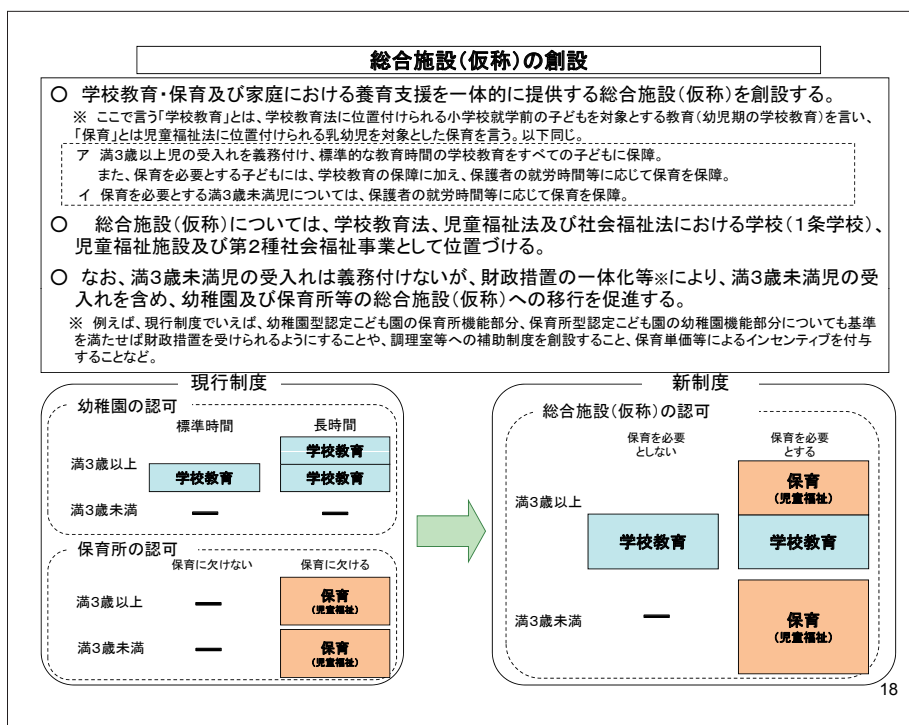 総合施設(仮称)の創設
○ 学校教育・保育及び家庭における養育支援を一体的に提供する総合施設(仮称)を創設する。
※ ここで言う「学校教育」とは、学校教育法に位置付けられる小学校就学前の子どもを対象とする教育(幼児期の学校教育)を言い、
「保育」とは児童福祉法に位置付けられる乳幼児を対象とした保育を言う。以下同じ。
ア 満3歳以上児の受入れを義務付け、標準的な教育時間の学校教育をすべての子どもに保障。
また、保育を必要とする子どもには、学校教育の保障に加え、保護者の就労時間等に応じて保育を保障。
イ 保育を必要とする満3歳未満児については、保護者の就労時間等に応じて保育を保障。
○ 総合施設(仮称)については、学校教育法、児童福祉法及び社会福祉法における学校(1条学校)、
児童福祉施設及び第2種社会福祉事業として位置づける。
○ なお、満3歳未満児の受入れは義務付けないが、財政措置の一体化等※により、満3歳未満児の受
入れを含め、幼稚園及び保育所等の総合施設(仮称)への移行を促進する。
※ 例えば、現行制度でいえば、幼稚園型認定こども園の保育所機能部分、保育所型認定こども園の幼稚園機能部分についても基準
を満たせば財政措置を受けられるようにすることや、調理室等への補助制度を創設すること、保育単価等によるインセンティブを付与
することなど。
現行制度
幼稚園の認可
標準時間 長時間
学校教育
満3歳以上 学校教育 学校教育
満3歳未満 ― ―
保育所の認可
保育に欠けない 保育に欠ける
満3歳以上 ― 保育
(児童福祉)
満3歳未満 ― 保育
(児童福祉)
新制度
総合施設(仮称)の認可
保育を必要 保育を必要
としない とする
満3歳以上 保育
(児童福祉)
学校教育 学校教育
満3歳未満 ― 保育
(児童福祉)
18